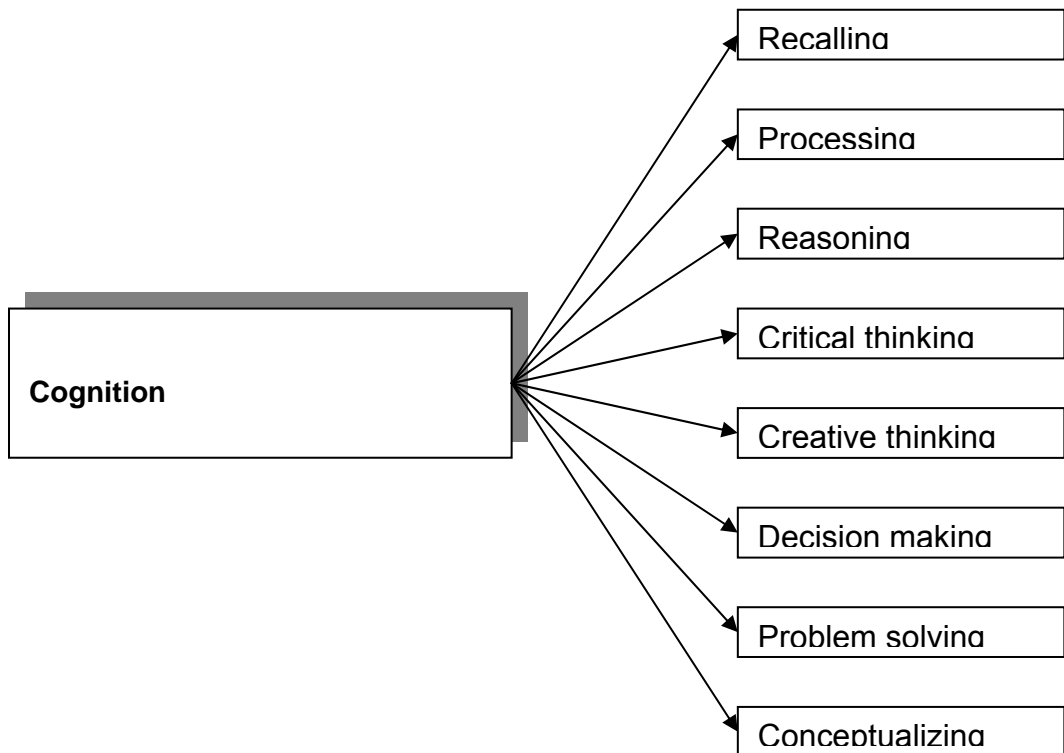 Recalling
Processing
Reasoning
Critical thinking
Cognition
Creative thinking
Decision making
Problem solving
Conceptualizing